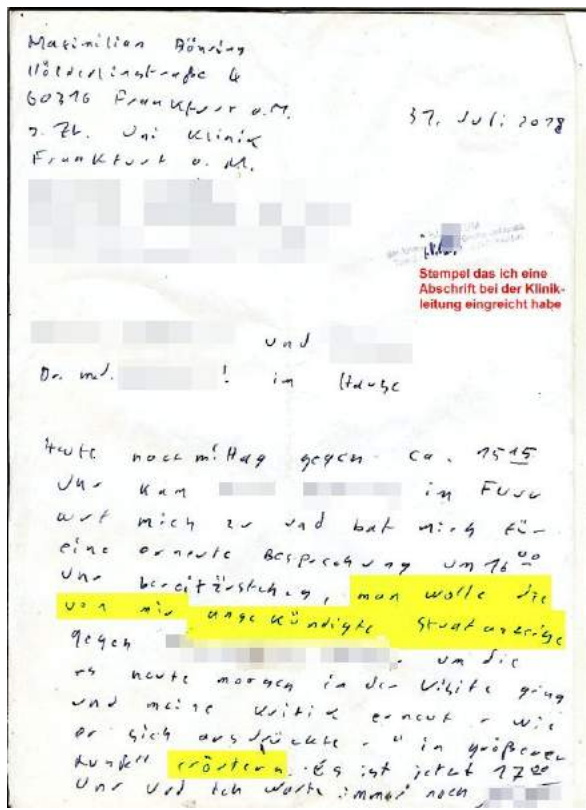 Maximilian Bönsing
Hölderlinstraße 4
60316 Frankfurt a.M.
z. Zt. Uni Klinik
Frankfurt a. M.
31. Juli 2018
Stempel das ich eine
Abschrift bei der Klinik-
leitung eingreicht habe
und
Dr. med. ! im Hause
Heute nachmittag gegen ca. 15 15
Uhr kam im Flur
auf mich zu und bat mich für
eine erneute Besprechung um 16 00
Uhr bereitzustehen, man wolle die
von mir angekündigte Strafanzeige
gegen um die
es heute morgen in der Visite ging
und meine Kritik erneut - wie
er sich ausdrückte - "in größerer
Runde" erörtern. Es ist jetzt 17 00
Uhr und ich warte immer noch